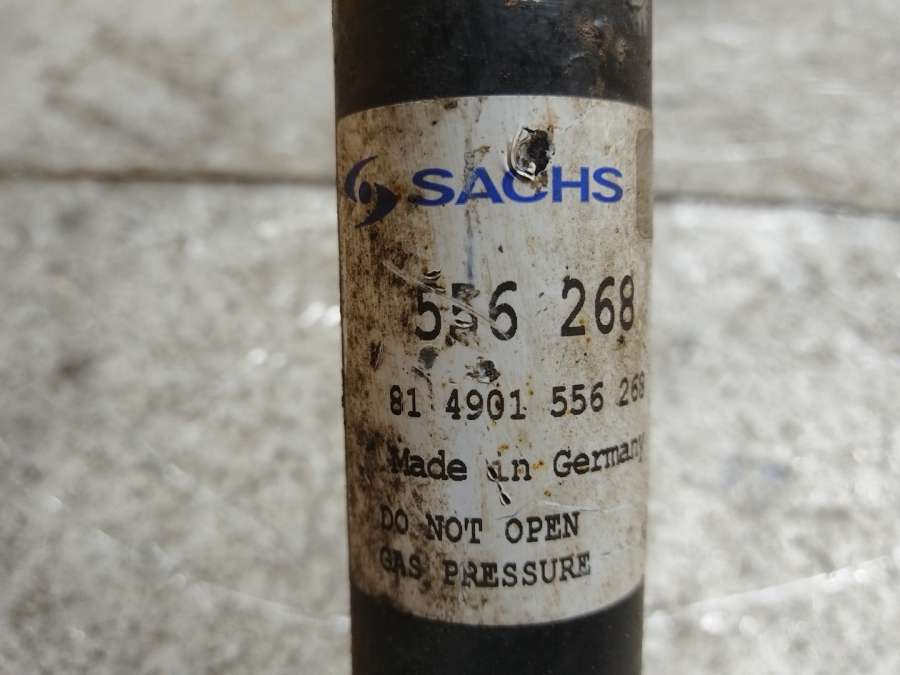 SACHS
556 268
81 4901 556 268
Made in Germany
DO NOT OPEN
GAS PRESSURE